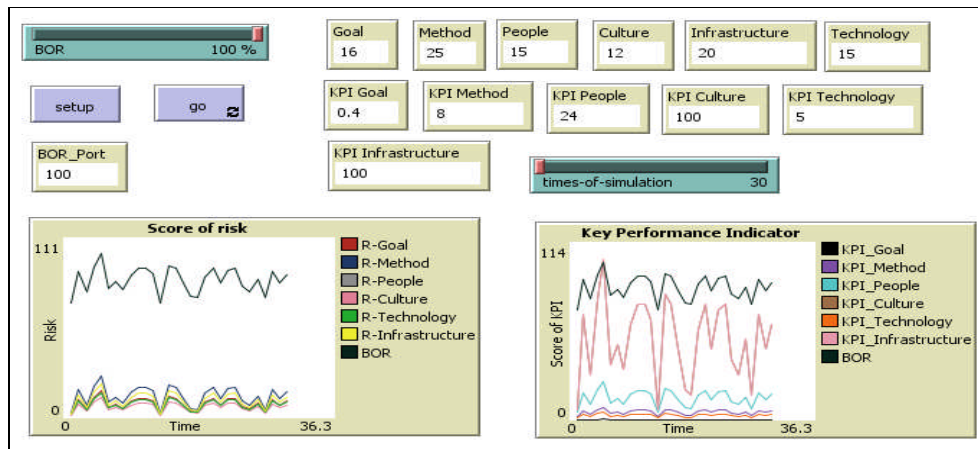 BOR 100 %
setup
go
BOR_Port
100
Goal
16
Method
25
People
15
Culture
12
Infrastructure
20
Technology
15
KPI Goal
0.4
KPI Method
8
KPI People
24
KPI Culture
100
KPI Technology
5
KPI Infrastructure
100
times-of-simulation 30
Score of risk
111
Risk
0
0
Time
36.3
R-Goal
R-Method
R-People
R-Culture
R-Technology
R-Infrastructure
BOR
Key Performance Indicator
114
Score of KPI
0
0
Time
36.3
KPI_Goal
KPI_Method
KPI_People
KPI_Culture
KPI_Technology
KPI_Infrastructure
BOR